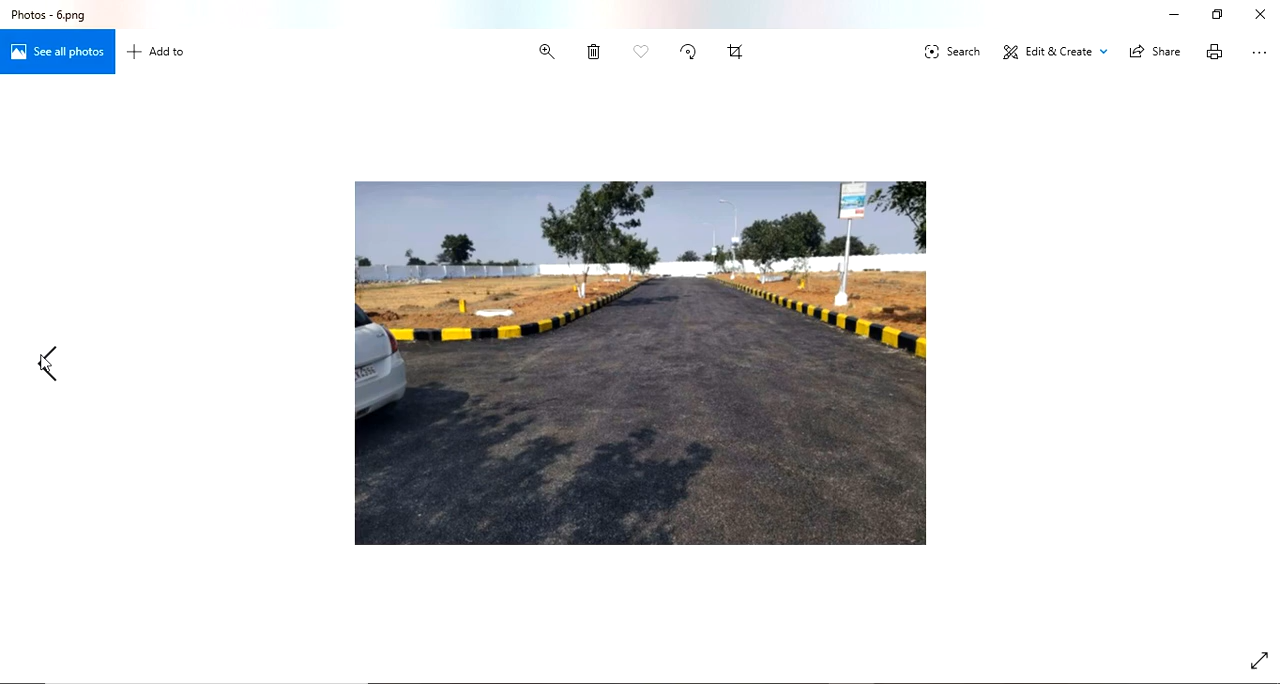 Photos - 6.png
See all photos
Add to
Search
Edit & Create
Share